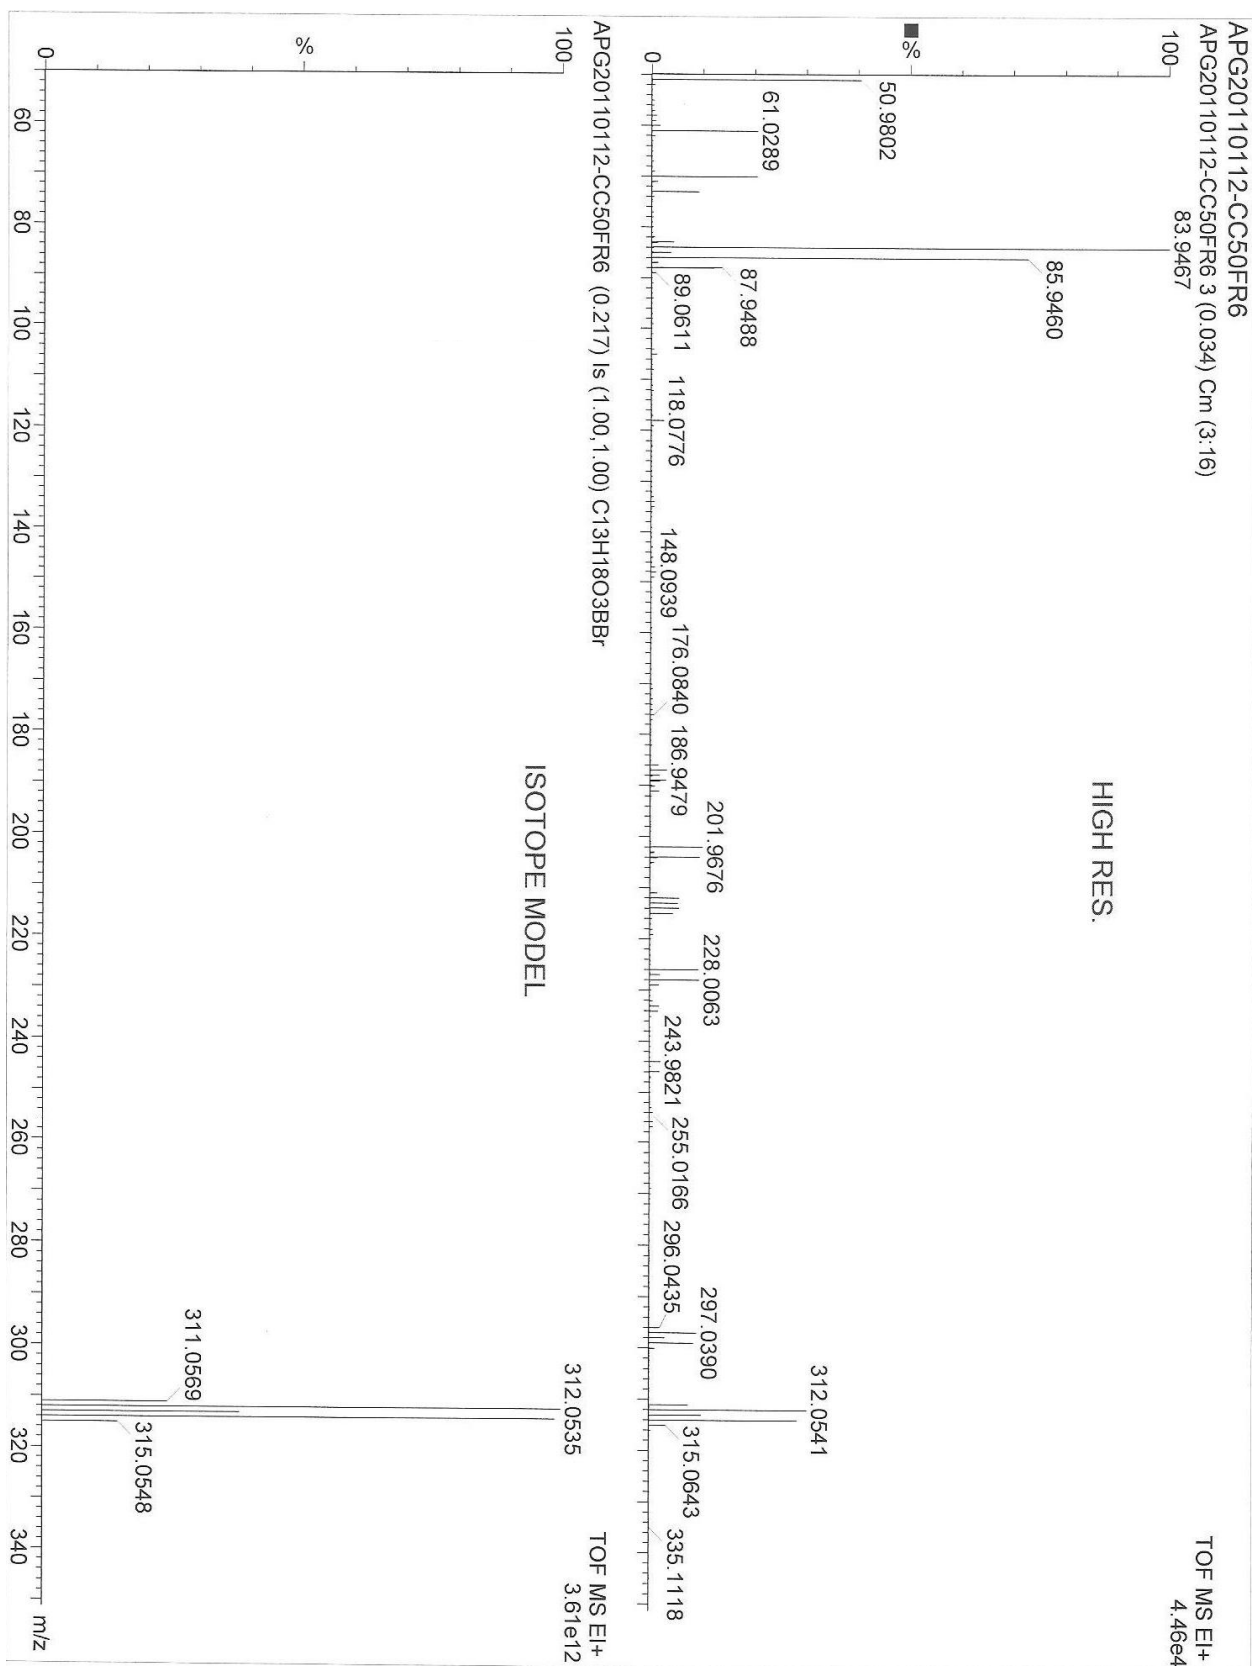 APG20110112-CC50FR6
APG20110112-CC50FR6 3 (0.034) Cm (3:16)
TOF MS EI+
4.46e4
HIGH RES.
100
%
0
50.9802
61.0289
83.9467
85.9460
87.9488
89.0611
118.0776
148.0939
176.0840
186.9479
201.9676
228.0063
243.9821
255.0166
296.0435
297.0390
312.0541
315.0643
335.1118
APG20110112-CC50FR6 (0.217) Is (1.00,1.00) C13H18O3BBr
TOF MS EI+
3.61e12
ISOTOPE MODEL
100
%
0
311.0569
312.0535
315.0548
60 80 100 120 140 160 180 200 220 240 260 280 300 320 340
m/z